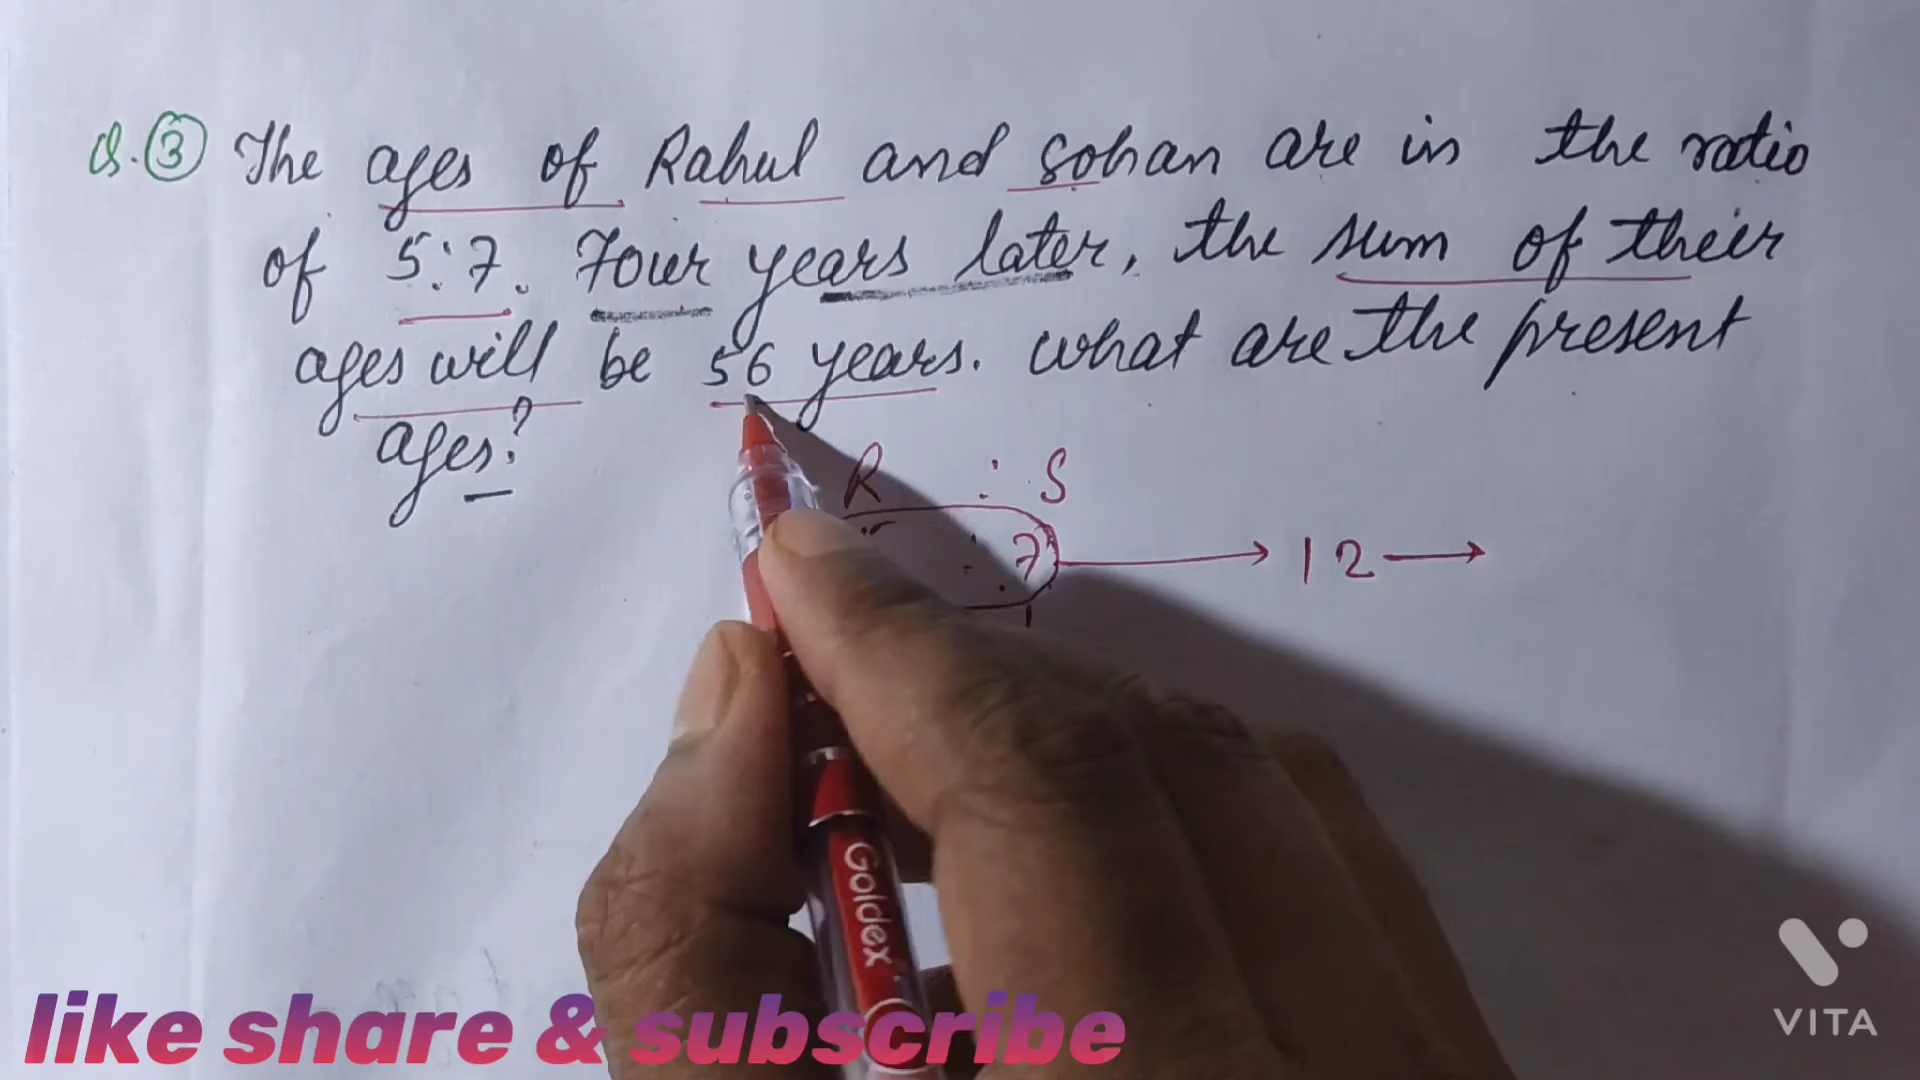 Q.③ The ages of Rahul and Sohan are in the ratio
of 5:7. Four years later, the sum of their
ages will be 56 years. what are the present
ages?
R : S
7 → 12 →
Goldex
like share & subscribe
VITA